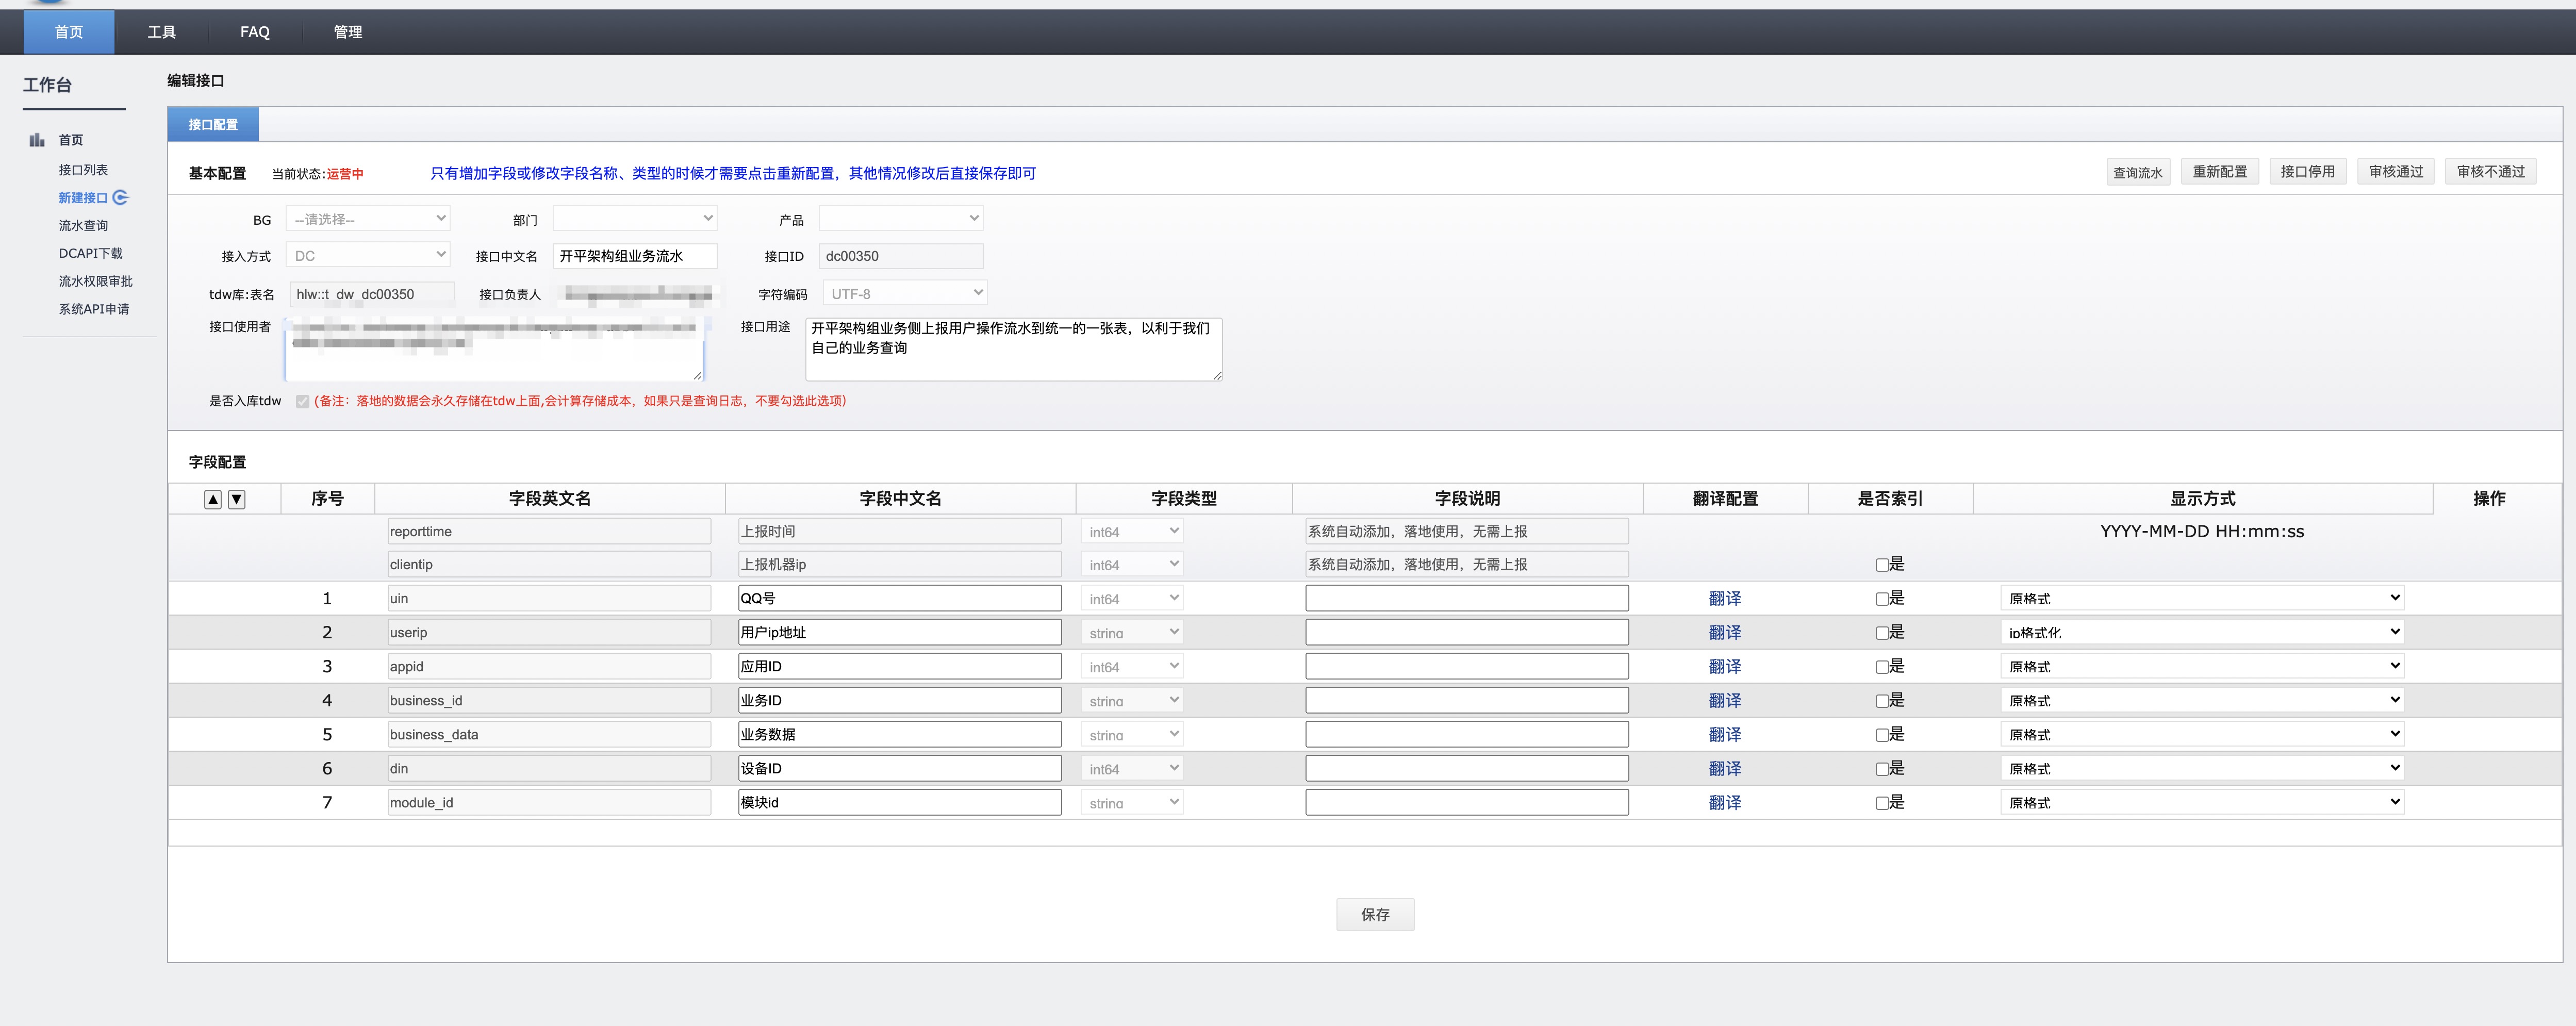 首页 工具 FAQ 管理
工作台
首页
接口列表
新建接口
流水查询
DCAPI下载
流水权限审批
系统API申请
编辑接口
接口配置
基本配置 当前状态:运营中 只有增加字段或修改字段名称、类型的时候才需要点击重新配置，其他情况修改后直接保存即可 查询流水 重新配置 接口停用 审核通过 审核不通过
BG --请选择-- 部门 产品
接入方式 DC 接口中文名 开平架构组业务流水 接口ID dc00350
tdw库:表名 hlw::t_dw_dc00350 接口负责人 字符编码 UTF-8
接口使用者 接口用途 开平架构组业务侧上报用户操作流水到统一的一张表，以利于我们
自己的业务查询
是否入库tdw (备注：落地的数据会永久存储在tdw上面,会计算存储成本，如果只是查询日志，不要勾选此选项)
字段配置
▲ ▼ 序号 字段英文名 字段中文名 字段类型 字段说明 翻译配置 是否索引 显示方式 操作
reporttime 上报时间 int64 系统自动添加，落地使用，无需上报 YYYY-MM-DD HH:mm:ss
clientip 上报机器ip int64 系统自动添加，落地使用，无需上报 是
1 uin QQ号 int64 翻译 是 原格式
2 userip 用户ip地址 string 翻译 是 ip格式化
3 appid 应用ID int64 翻译 是 原格式
4 business_id 业务ID string 翻译 是 原格式
5 business_data 业务数据 string 翻译 是 原格式
6 din 设备ID int64 翻译 是 原格式
7 module_id 模块id string 翻译 是 原格式
保存